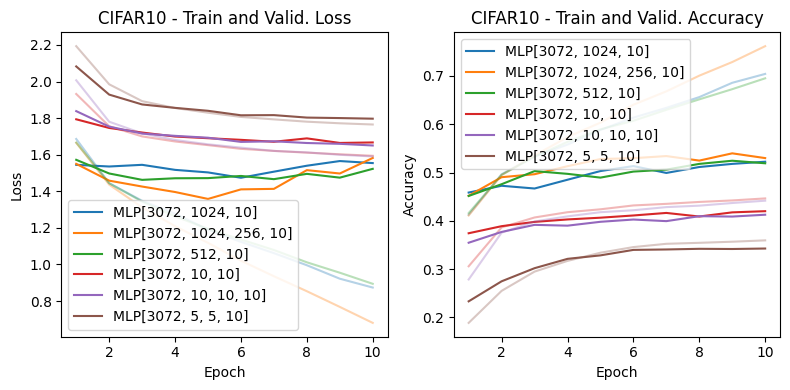 CIFAR10 - Train and Valid. Loss
Loss
2.2
2.0
1.8
1.6
1.4
1.2
1.0
0.8
MLP[3072, 1024, 10]
MLP[3072, 1024, 256, 10]
MLP[3072, 512, 10]
MLP[3072, 10, 10]
MLP[3072, 10, 10, 10]
MLP[3072, 5, 5, 10]
2
4
6
8
10
Epoch
CIFAR10 - Train and Valid. Accuracy
Accuracy
0.7
0.6
0.5
0.4
0.3
0.2
MLP[3072, 1024, 10]
MLP[3072, 1024, 256, 10]
MLP[3072, 512, 10]
MLP[3072, 10, 10]
MLP[3072, 10, 10, 10]
MLP[3072, 5, 5, 10]
2
4
6
8
10
Epoch